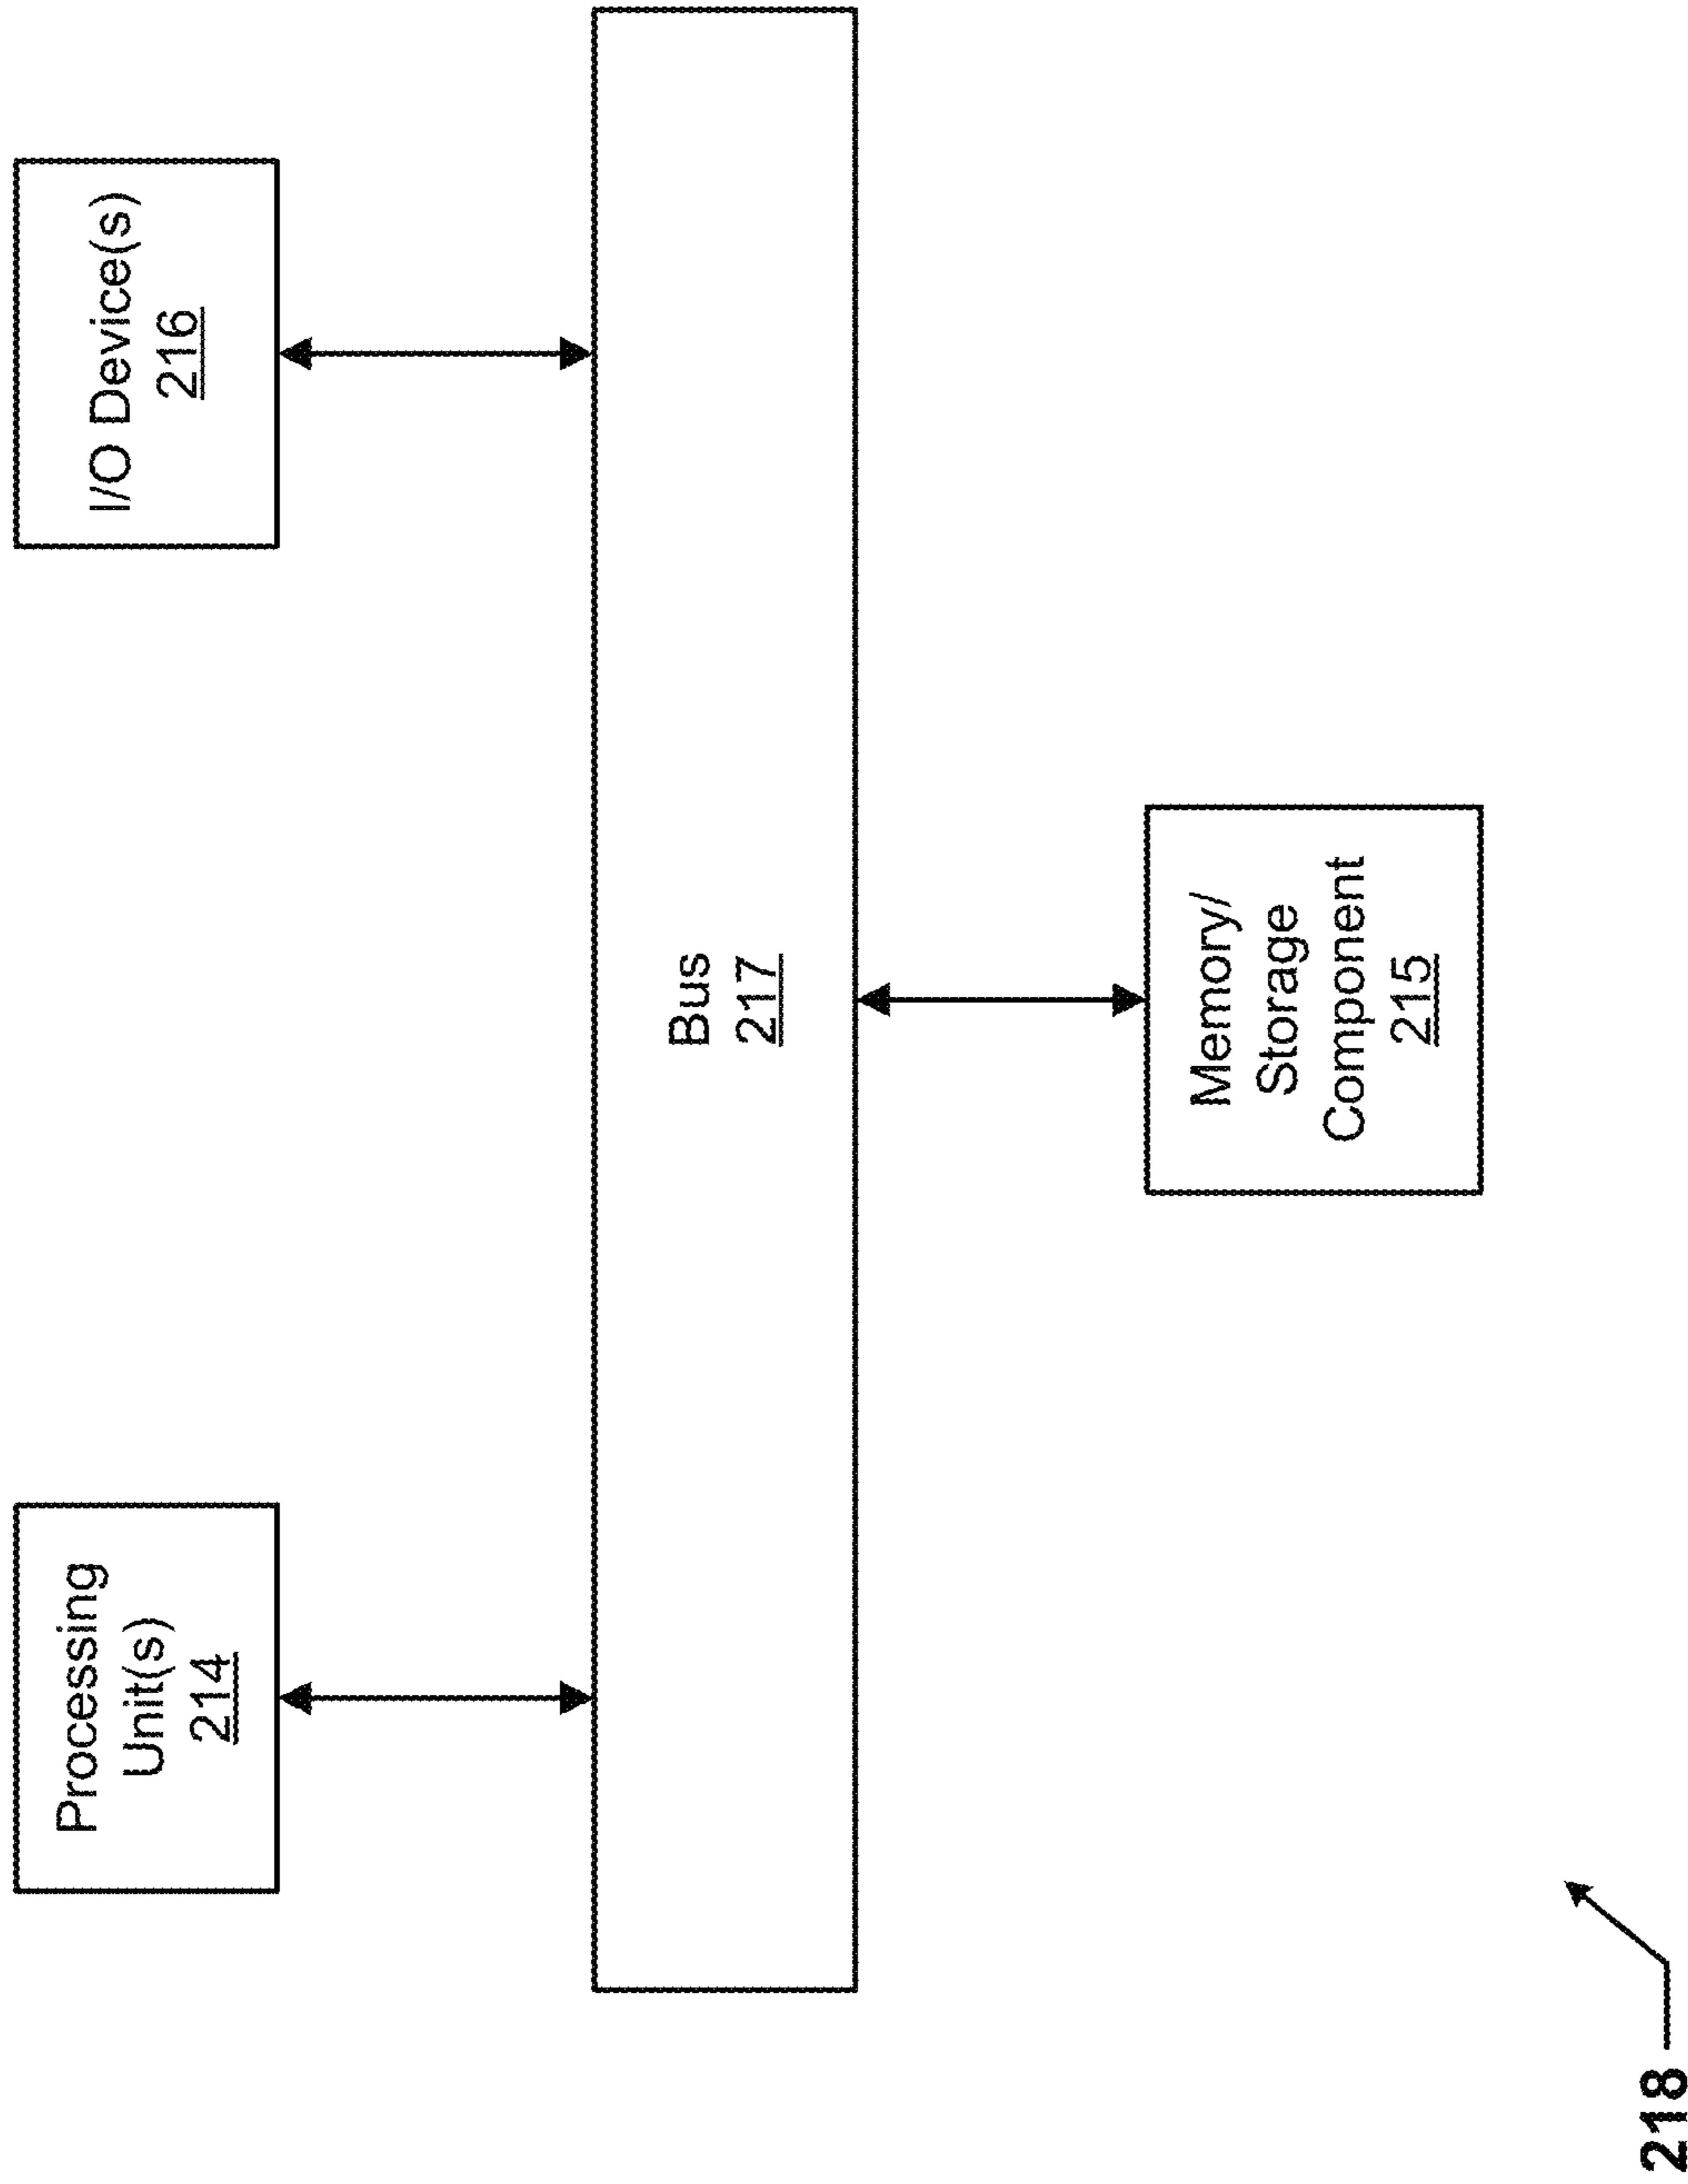 Processing
Unit(s)
214
I/O Device(s)
216
Bus
217
Memory/
Storage
Component
215
218